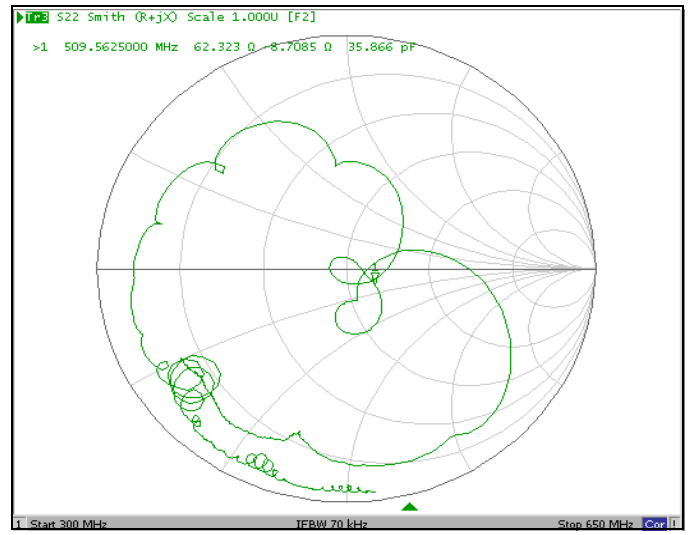 Tr3 S22 Smith (R+jX) Scale 1.000U [F2]
>1 509.5625000 MHz 62.323 Ω -8.7085 Ω 35.866 pF
1 Start 300 MHz IFBW 70 kHz Stop 650 MHz Cor !